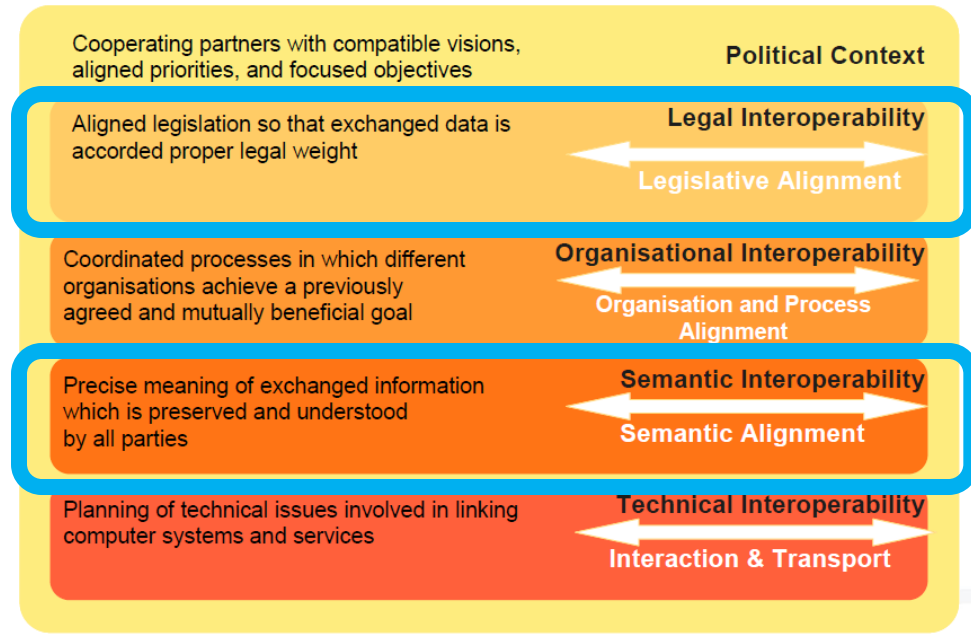 Cooperating partners with compatible visions,
aligned priorities, and focused objectives
Political Context
Aligned legislation so that exchanged data is
accorded proper legal weight
Legal Interoperability
Legislative Alignment
Coordinated processes in which different
organisations achieve a previously
agreed and mutually beneficial goal
Organisational Interoperability
Organisation and Process
Alignment
Precise meaning of exchanged information
which is preserved and understood
by all parties
Semantic Interoperability
Semantic Alignment
Planning of technical issues involved in linking
computer systems and services
Technical Interoperability
Interaction & Transport